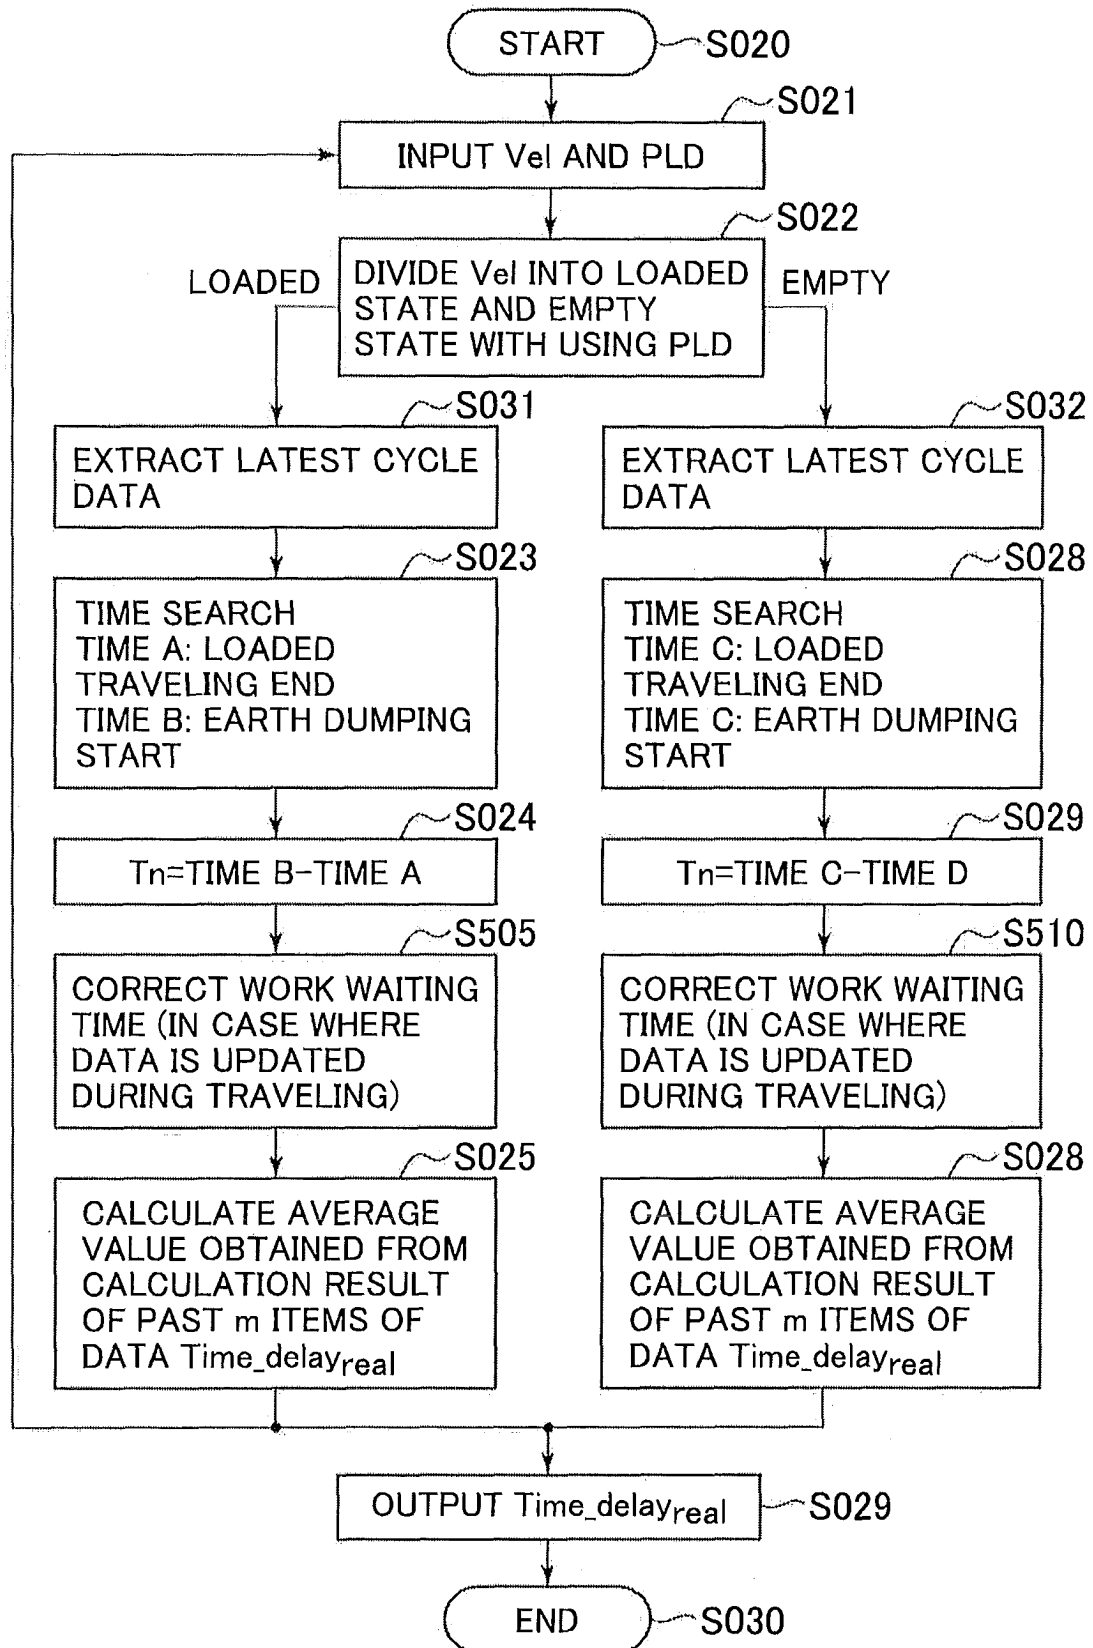 START
S020
S021
INPUT Vel AND PLD
S022
LOADED
DIVIDE Vel INTO LOADED
STATE AND EMPTY
STATE WITH USING PLD
EMPTY
S031
EXTRACT LATEST CYCLE
DATA
S023
TIME SEARCH
TIME A: LOADED
TRAVELING END
TIME B: EARTH DUMPING
START
S024
Tn=TIME B-TIME A
S505
CORRECT WORK WAITING
TIME (IN CASE WHERE
DATA IS UPDATED
DURING TRAVELING)
S025
CALCULATE AVERAGE
VALUE OBTAINED FROM
CALCULATION RESULT
OF PAST m ITEMS OF
DATA Time_delayreal
S032
EXTRACT LATEST CYCLE
DATA
S028
TIME SEARCH
TIME C: LOADED
TRAVELING END
TIME C: EARTH DUMPING
START
S029
Tn=TIME C-TIME D
S510
CORRECT WORK WAITING
TIME (IN CASE WHERE
DATA IS UPDATED
DURING TRAVELING)
S028
CALCULATE AVERAGE
VALUE OBTAINED FROM
CALCULATION RESULT
OF PAST m ITEMS OF
DATA Time_delayreal
OUTPUT Time_delayreal
S029
END
S030